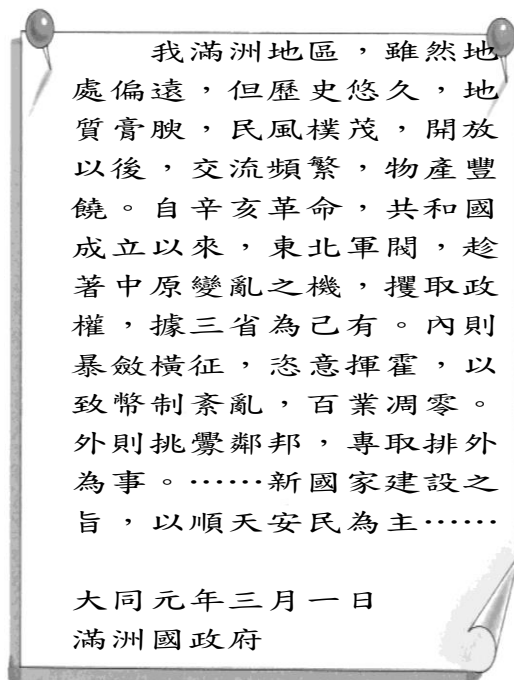 我滿洲地區，雖然地
處偏遠，但歷史悠久，地
質膏腴，民風樸茂，開放
以後，交流頻繁，物產豐
饒。自辛亥革命，共和國
成立以來，東北軍閥，趁
著中原變亂之機，攫取政
權，據三省為己有。內則
暴斂橫征，恣意揮霍，以
致幣制紊亂，百業凋零。
外則挑釁鄰邦，專取排外
為事。……新國家建設之
旨，以順天安民為主……
大同元年三月一日
滿洲國政府